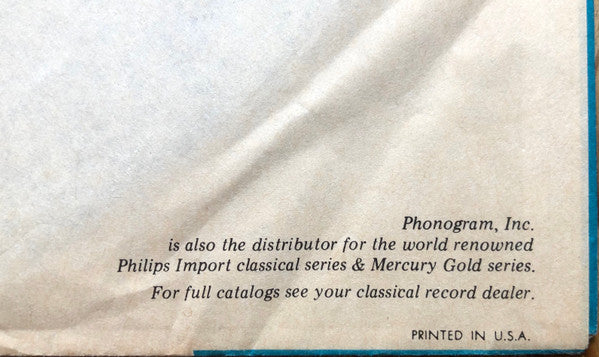 Phonogram, Inc.
is also the distributor for the world renowned
Philips Import classical series & Mercury Gold series.
For full catalogs see your classical record dealer.
PRINTED IN U.S.A.